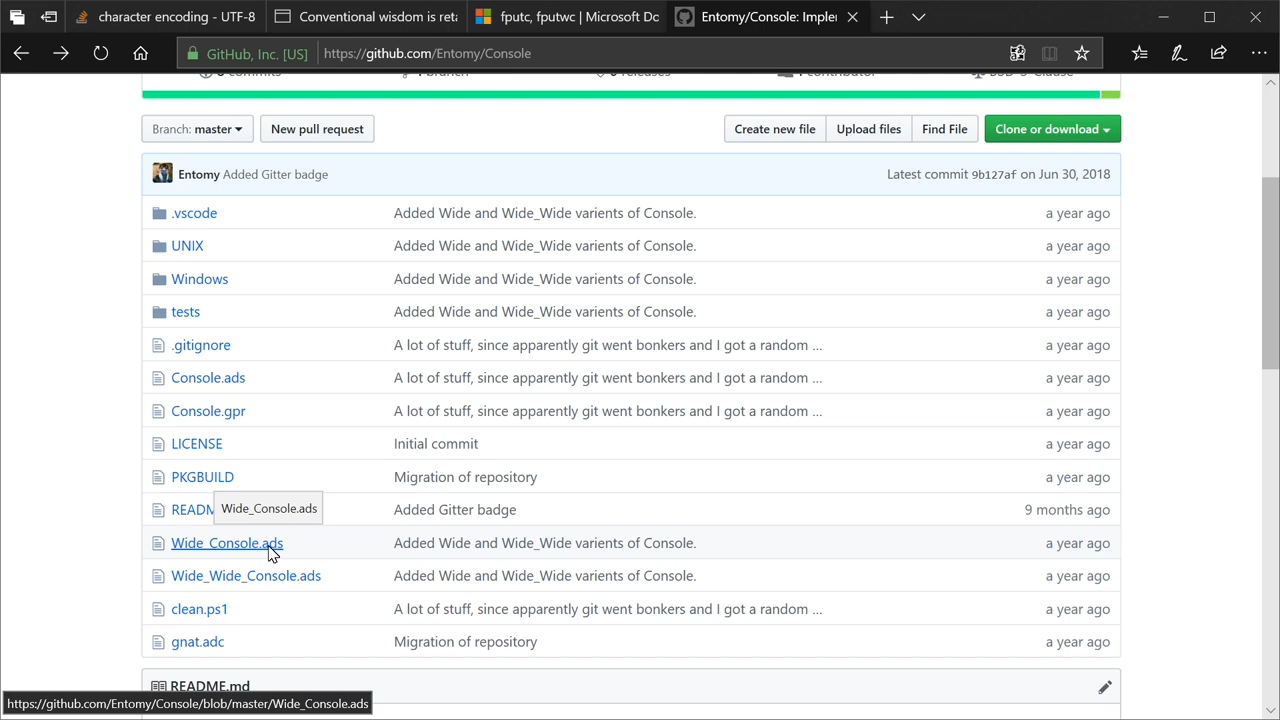 character encoding - UTF-8
Conventional wisdom is reta
fputc, fputwc | Microsoft Do
Entomy/Console: Impler
GitHub, Inc. [US]
https://github.com/Entomy/Console
commits
branch
releases
contributor
BSD-3-Clause
Branch: master
New pull request
Create new file
Upload files
Find File
Clone or download
Entomy Added Gitter badge
Latest commit 9b127af on Jun 30, 2018
.vscode
Added Wide and Wide_Wide varients of Console.
a year ago
UNIX
Added Wide and Wide_Wide varients of Console.
a year ago
Windows
Added Wide and Wide_Wide varients of Console.
a year ago
tests
Added Wide and Wide_Wide varients of Console.
a year ago
.gitignore
A lot of stuff, since apparently git went bonkers and I got a random ...
a year ago
Console.ads
A lot of stuff, since apparently git went bonkers and I got a random ...
a year ago
Console.gpr
A lot of stuff, since apparently git went bonkers and I got a random ...
a year ago
LICENSE
Initial commit
a year ago
PKGBUILD
Migration of repository
a year ago
READM
Wide_Console.ads
Added Gitter badge
9 months ago
Wide_Console.ads
Added Wide and Wide_Wide varients of Console.
a year ago
Wide_Wide_Console.ads
Added Wide and Wide_Wide varients of Console.
a year ago
clean.ps1
A lot of stuff, since apparently git went bonkers and I got a random ...
a year ago
gnat.adc
Migration of repository
a year ago
README.md
https://github.com/Entomy/Console/blob/master/Wide_Console.ads